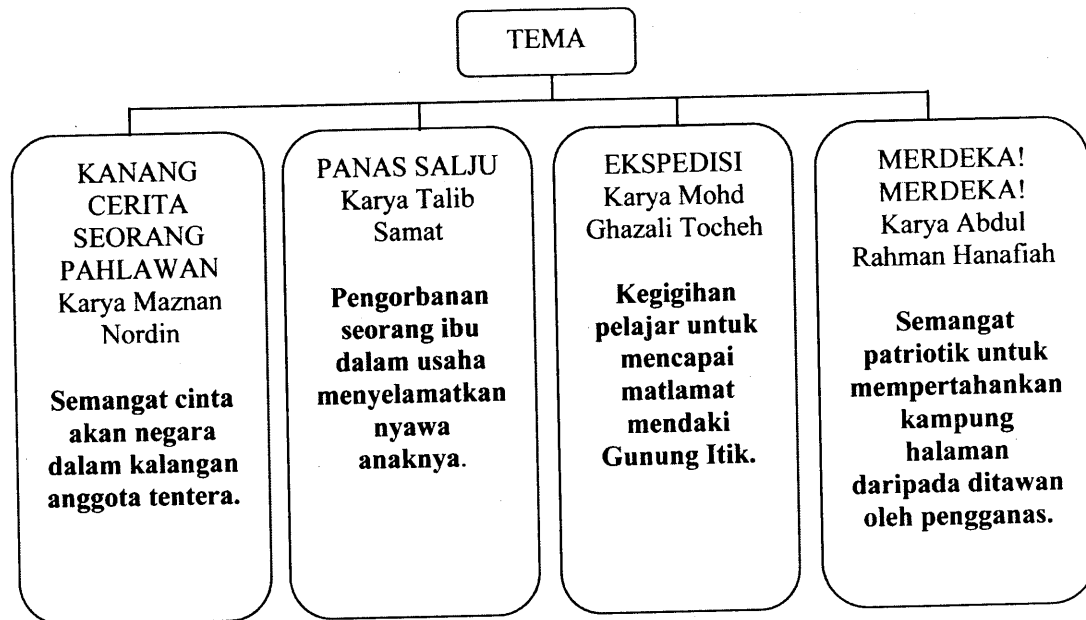 TEMA
KANANG
CERITA
SEORANG
PAHLAWAN
Karya Maznan
Nordin
Semangat cinta
akan negara
dalam kalangan
anggota tentera.
PANAS SALJU
Karya Talib
Samat
Pengorbanan
seorang ibu
dalam usaha
menyelamatkan
nyawa
anaknya.
EKSPEDISI
Karya Mohd
Ghazali Tocheh
Kegigihan
pelajar untuk
mencapai
matlamat
mendaki
Gunung Itik.
MERDEKA!
MERDEKA!
Karya Abdul
Rahman Hanafiah
Semangat
patriotik untuk
mempertahankan
kampung
halaman
daripada ditawan
oleh pengganas.